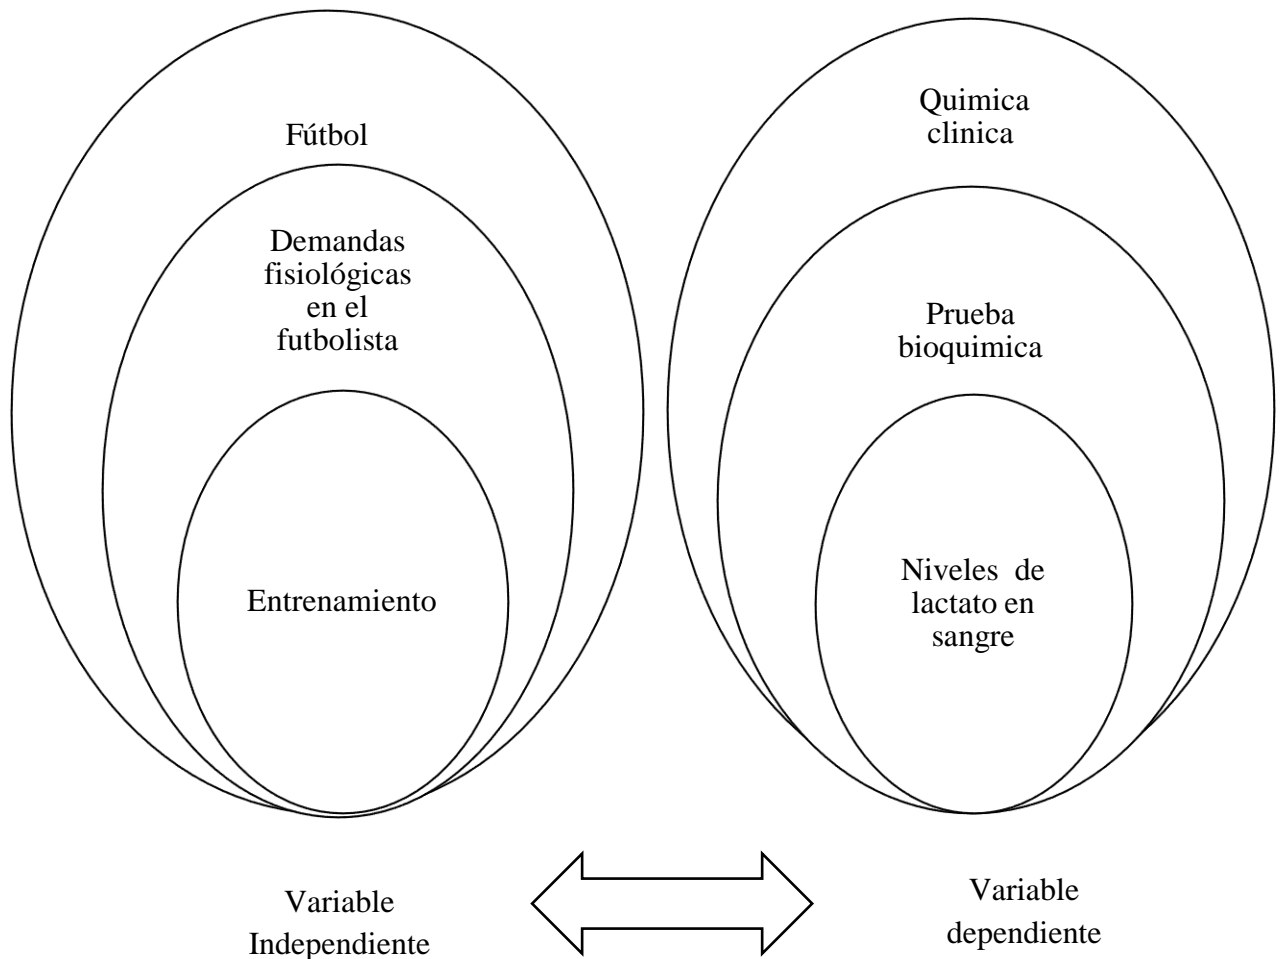 Fútbol
Demandas
fisiológicas
en el
futbolista
Entrenamiento
Quimica
clinica
Prueba
bioquimica
Niveles de
lactato en
sangre
Variable
Independiente
Variable
dependiente